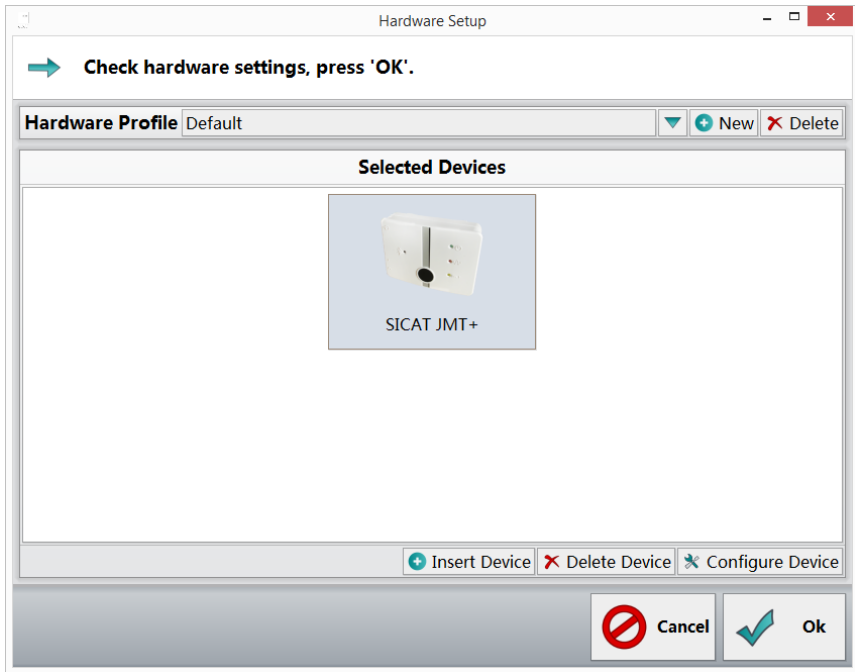 Hardware Setup
Check hardware settings, press 'OK'.
Hardware Profile Default New Delete
Selected Devices
SICAT JMT+
Insert Device Delete Device Configure Device
Cancel Ok